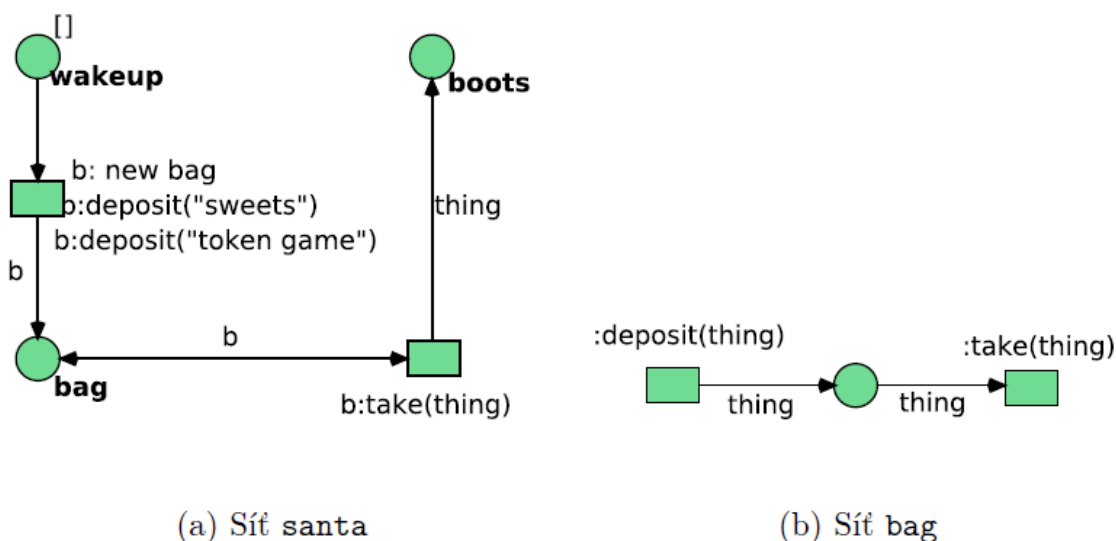 []
wakeup
boots
b: new bag
b:deposit("sweets")
thing
b:deposit("token game")
b
b
bag
b:take(thing)
:deposit(thing)
:take(thing)
thing
thing
(a) Síť santa
(b) Síť bag